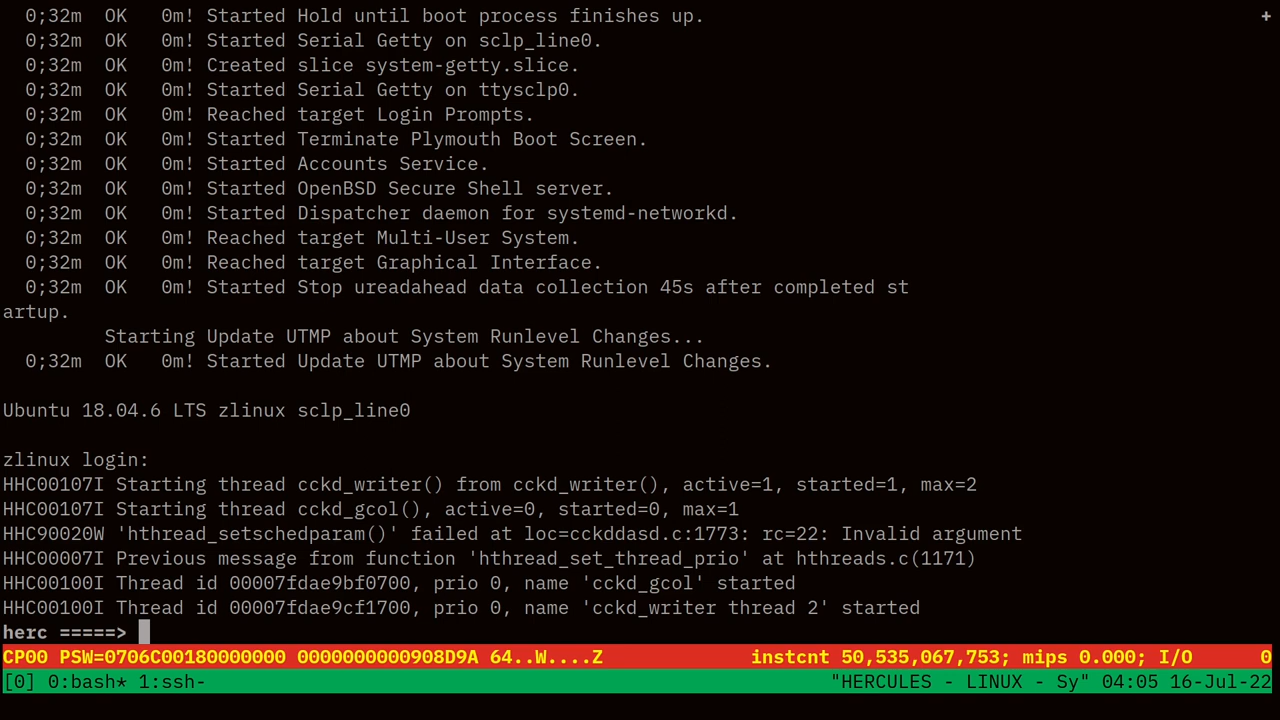 0;32m  OK   0m! Started Hold until boot process finishes up. +
0;32m  OK   0m! Started Serial Getty on sclp_line0.
0;32m  OK   0m! Created slice system-getty.slice.
0;32m  OK   0m! Started Serial Getty on ttysclp0.
0;32m  OK   0m! Reached target Login Prompts.
0;32m  OK   0m! Started Terminate Plymouth Boot Screen.
0;32m  OK   0m! Started Accounts Service.
0;32m  OK   0m! Started OpenBSD Secure Shell server.
0;32m  OK   0m! Started Dispatcher daemon for systemd-networkd.
0;32m  OK   0m! Reached target Multi-User System.
0;32m  OK   0m! Reached target Graphical Interface.
0;32m  OK   0m! Started Stop ureadahead data collection 45s after completed st
artup.
Starting Update UTMP about System Runlevel Changes...
0;32m  OK   0m! Started Update UTMP about System Runlevel Changes.
Ubuntu 18.04.6 LTS zlinux sclp_line0
zlinux login:
HHC00107I Starting thread cckd_writer() from cckd_writer(), active=1, started=1, max=2
HHC00107I Starting thread cckd_gcol(), active=0, started=0, max=1
HHC90020W 'hthread_setschedparam()' failed at loc=cckddasd.c:1773: rc=22: Invalid argument
HHC00007I Previous message from function 'hthread_set_thread_prio' at hthreads.c(1171)
HHC00100I Thread id 00007fdae9bf0700, prio 0, name 'cckd_gcol' started
HHC00100I Thread id 00007fdae9cf1700, prio 0, name 'cckd_writer thread 2' started
herc =====>
CP00 PSW=0706C00180000000 0000000000908D9A 64..W....Z instcnt 50,535,067,753; mips 0.000; I/O 0
[0] 0:bash* 1:ssh- "HERCULES - LINUX - Sy" 04:05 16-Jul-22